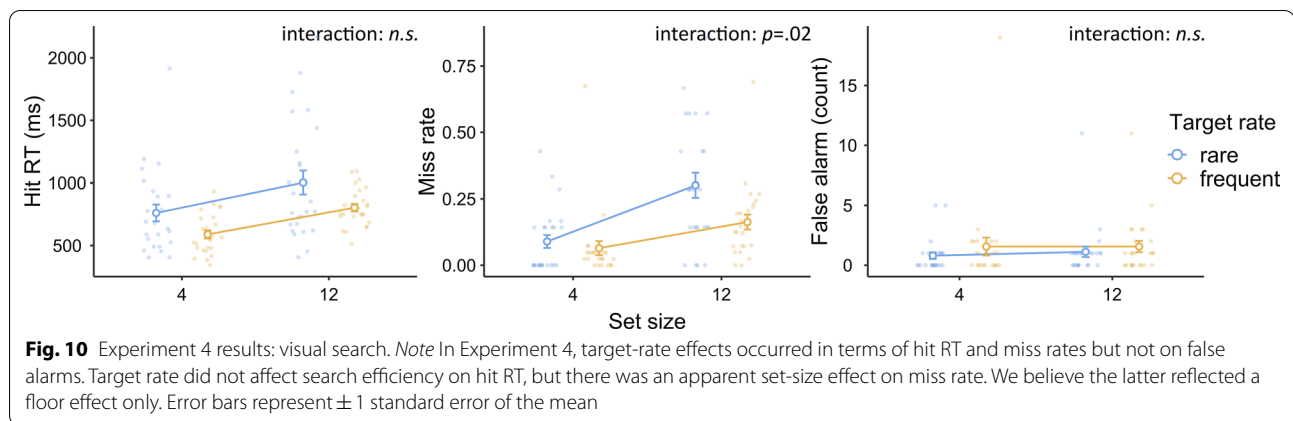 interaction: n.s.
interaction: p=.02
interaction: n.s.
Hit RT (ms)
2000
1500
1000
500
4
12
Miss rate
0.75
0.50
0.25
0.00
4
12
False alarm (count)
15
10
5
0
4
12
Set size
Target rate
rare
frequent
Fig. 10 Experiment 4 results: visual search. Note In Experiment 4, target-rate effects occurred in terms of hit RT and miss rates but not on false
alarms. Target rate did not affect search efficiency on hit RT, but there was an apparent set-size effect on miss rate. We believe the latter reflected a
floor effect only. Error bars represent ± 1 standard error of the mean